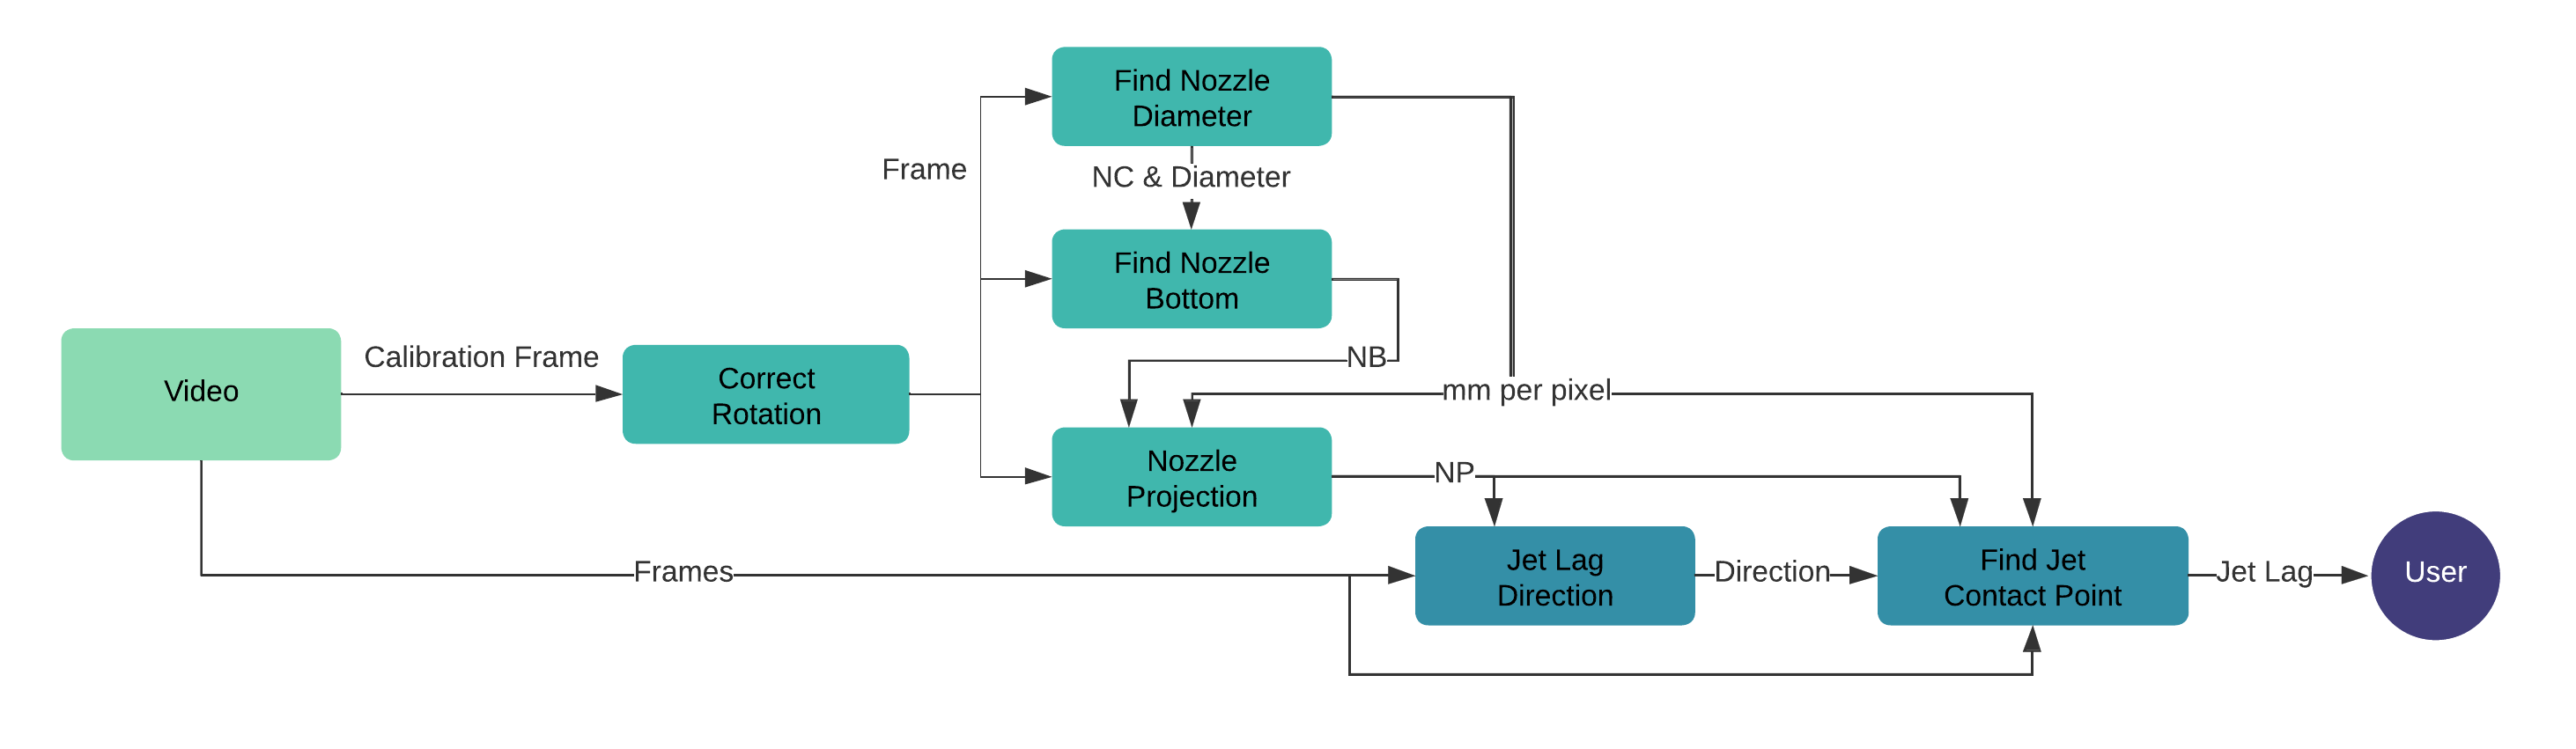 Find Nozzle
Diameter
Frame
NC & Diameter
Find Nozzle
Bottom
Video
Calibration Frame
Correct
Rotation
NB
mm per pixel
Nozzle
Projection
NP
Frames
Jet Lag
Direction
Direction
Find Jet
Contact Point
Jet Lag
User